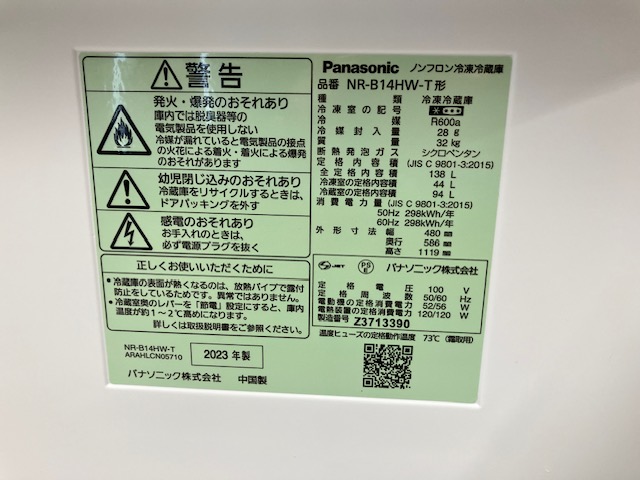 警告
発火・爆発のおそれあり
庫内では脱臭器等の
電気製品を使用しない
冷媒が漏れていると電気製品の接点
の火花による着火・着火による爆発
のおそれあり
幼児閉じ込みのおそれあり
冷蔵庫をリサイクルするときは、
ドアパッキングを外す
感電のおそれあり
お手入れのときは、
必ず電源プラグを抜く
正しくお使いいただくために
・冷蔵庫の表面が熱くなるのは、放熱パイプで露付
き防止をしているためです。異常ではありません。
・冷蔵室奥のレバーを「節電」設定にすると、庫内
温度が約1~2℃高めになります。
詳しくは取扱説明書をご覧ください。
NR-B14HW-T
ARAHLCN05710
2023 年製
パナソニック株式会社 中国製
Panasonic ノンフロン冷凍冷蔵庫
品番 NR-B14HW-T形
種類 冷凍冷蔵庫
冷凍室の記号
冷媒 R600a
冷媒封入量 28 g
質量 32 kg
断熱発泡ガス シクロペンタン
定格内容積 (JIS C 9801-3:2015)
全定格内容積 138 L
冷凍室の定格内容積 44 L
冷蔵室の定格内容積 94 L
消費電力量 (JIS C 9801-3:2015)
50Hz 298kWh/年
60Hz 298kWh/年
外形寸法 幅 480 mm
奥行 586 mm
高さ 1119 mm
JET PS E パナソニック株式会社
定格電圧 100 V
定格周波数 50/60 Hz
電動機の定格消費電力 52/56 W
電熱装置の定格消費電力 120/120 W
製造番号 Z3713390
温度ヒューズの定格動作温度 73℃ (霜取用)